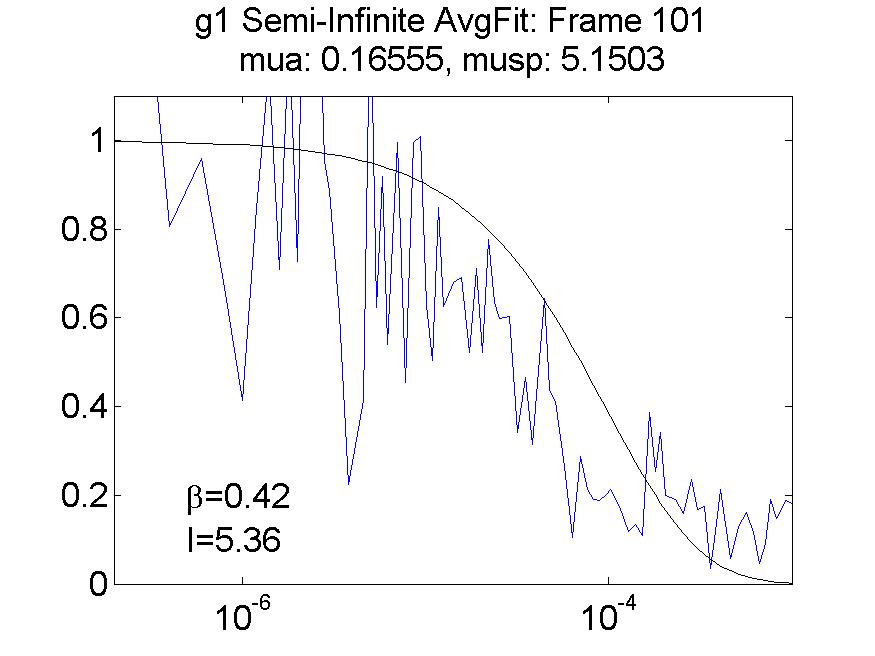 g1 Semi-Infinite AvgFit: Frame 101
mua: 0.16555, musp: 5.1503
1
0.8
0.6
0.4
0.2
0
β=0.42
I=5.36
10^-6
10^-4